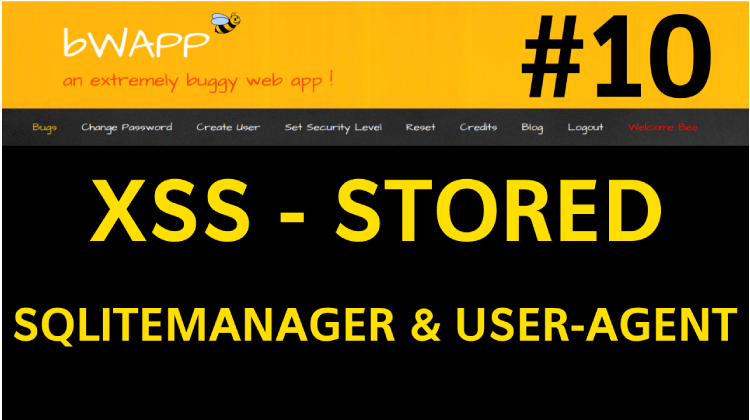 bWAPP
#10
an extremely buggy web app !
Bugs Change Password Create User Set Security Level Reset Credits Blog Logout Welcome Bee
XSS - STORED
SQLITEMANAGER & USER-AGENT